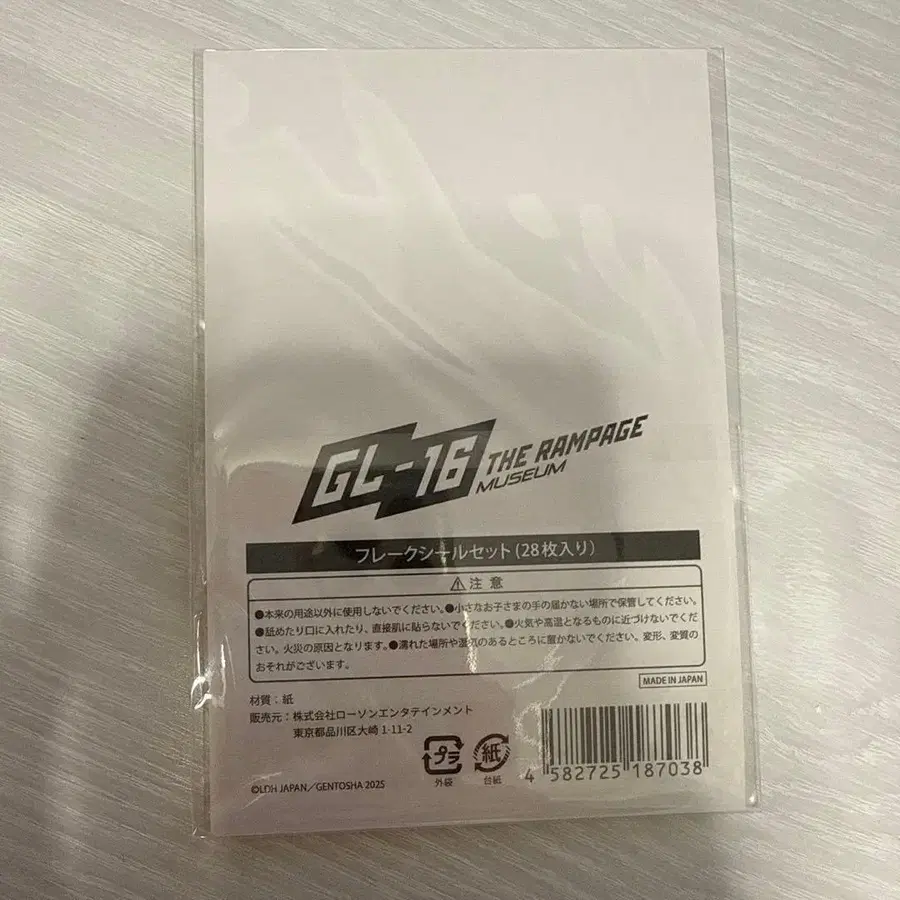 GL-16 THE RAMPAGE
MUSEUM
フレークシールセット(28枚入り)
⚠注 意
●本来の用途以外に使用しないでください。●小さなお子さまの手の届かない場所で保管してください。
●舐めたり口に入れたり、直接肌に貼らないでください。●火気や高温となるものに近づけないでくだ
さい。火災の原因となります。●濡れた場所や湿気のあるところに置かないでください。変形、変質の
おそれがございます。
MADE IN JAPAN
材質：紙
販売元：株式会社ローソンエンタテインメント
東京都品川区大崎 1-11-2
プラ
外袋
紙
台紙
4 582725 187038
©LDH JAPAN／GENTOSHA 2025